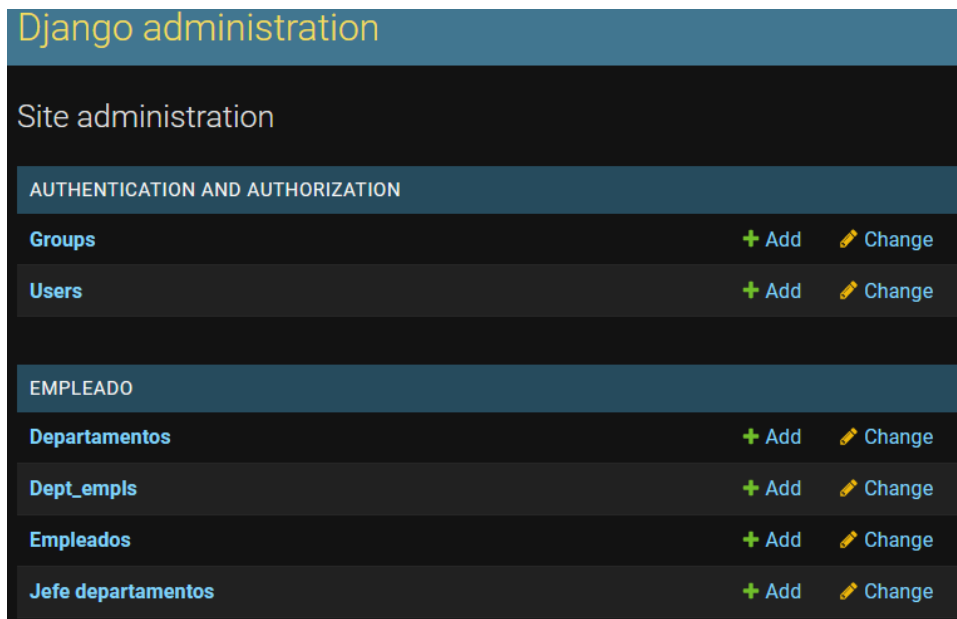 Django administration
Site administration
AUTHENTICATION AND AUTHORIZATION
Groups Add Change
Users Add Change
EMPLEADO
Departamentos Add Change
Dept_empls Add Change
Empleados Add Change
Jefe departamentos Add Change